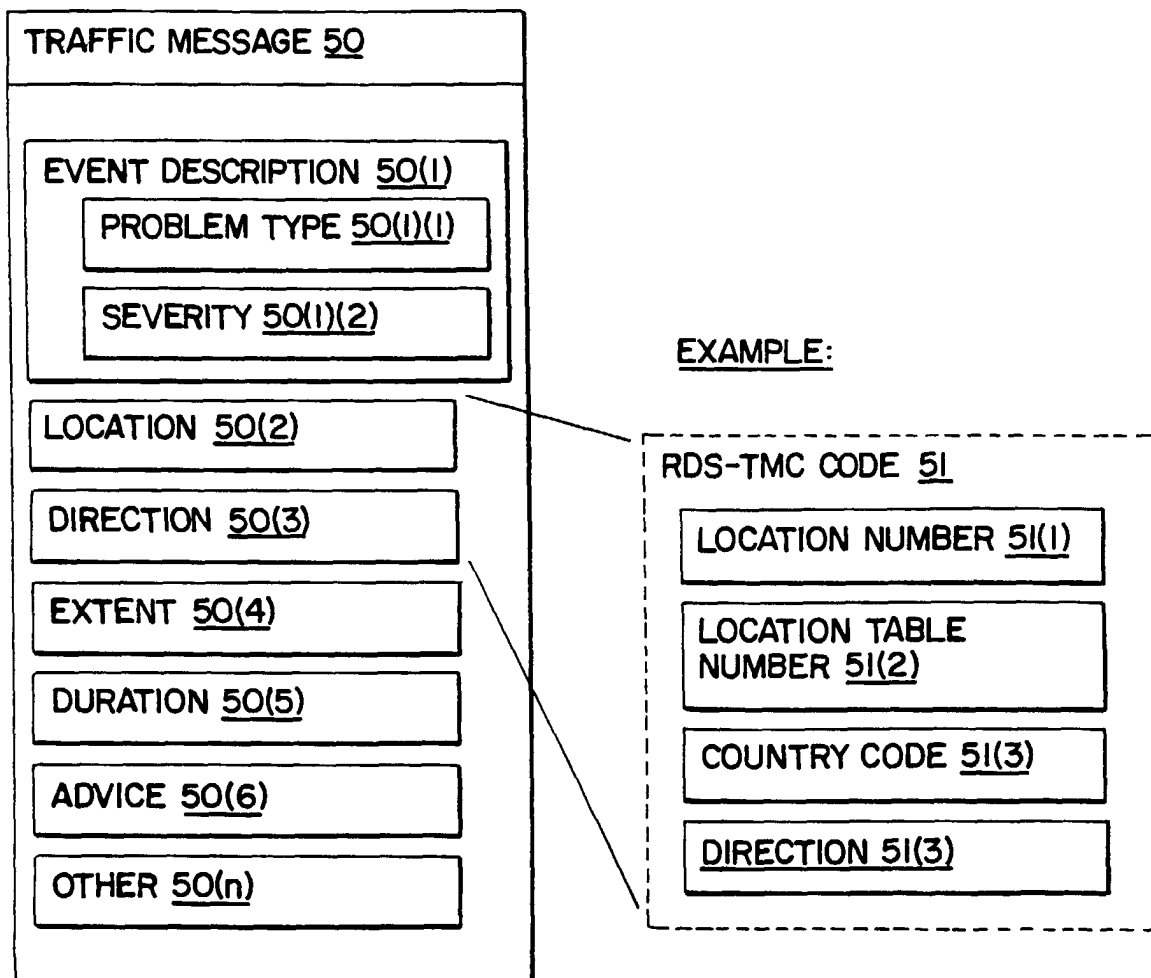 TRAFFIC MESSAGE 50
EVENT DESCRIPTION 50(1)
PROBLEM TYPE 50(1)(1)
SEVERITY 50(1)(2)
LOCATION 50(2)
DIRECTION 50(3)
EXTENT 50(4)
DURATION 50(5)
ADVICE 50(6)
OTHER 50(n)
EXAMPLE:
RDS-TMC CODE 51
LOCATION NUMBER 51(1)
LOCATION TABLE
NUMBER 51(2)
COUNTRY CODE 51(3)
DIRECTION 51(3)